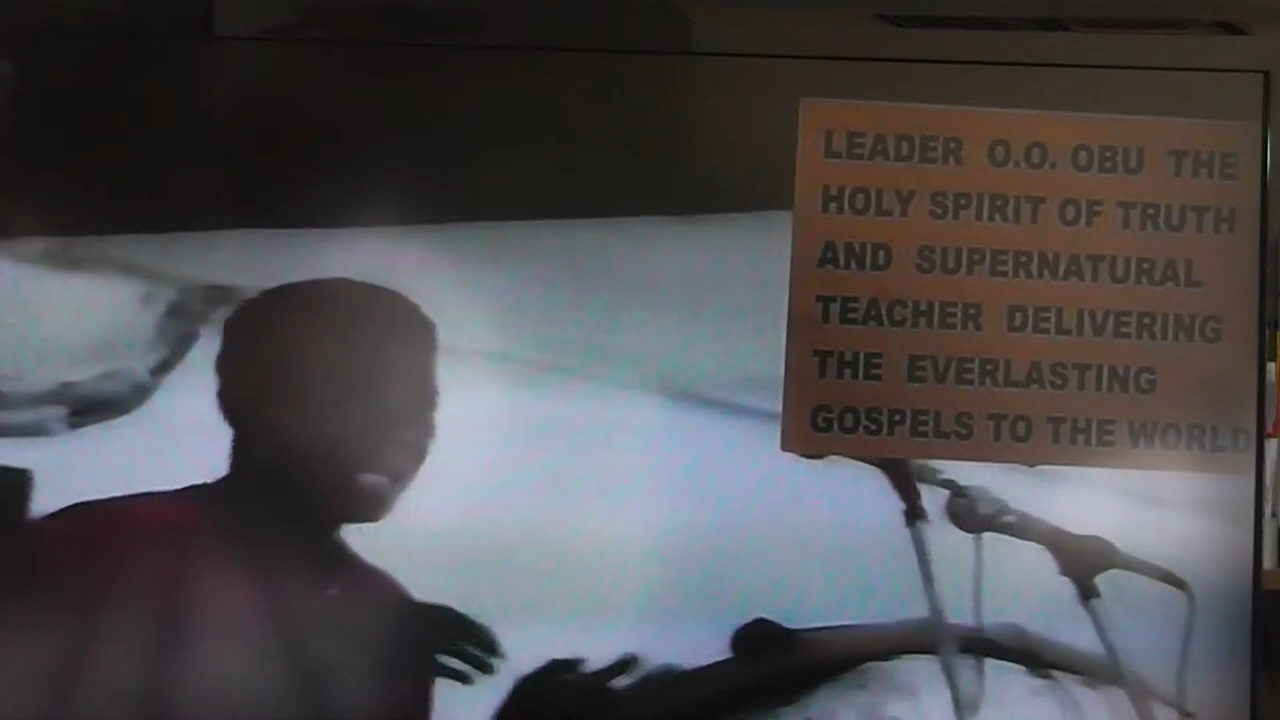 LEADER O.O. OBU THE
HOLY SPIRIT OF TRUTH
AND SUPERNATURAL
TEACHER DELIVERING
THE EVERLASTING
GOSPELS TO THE WORLD